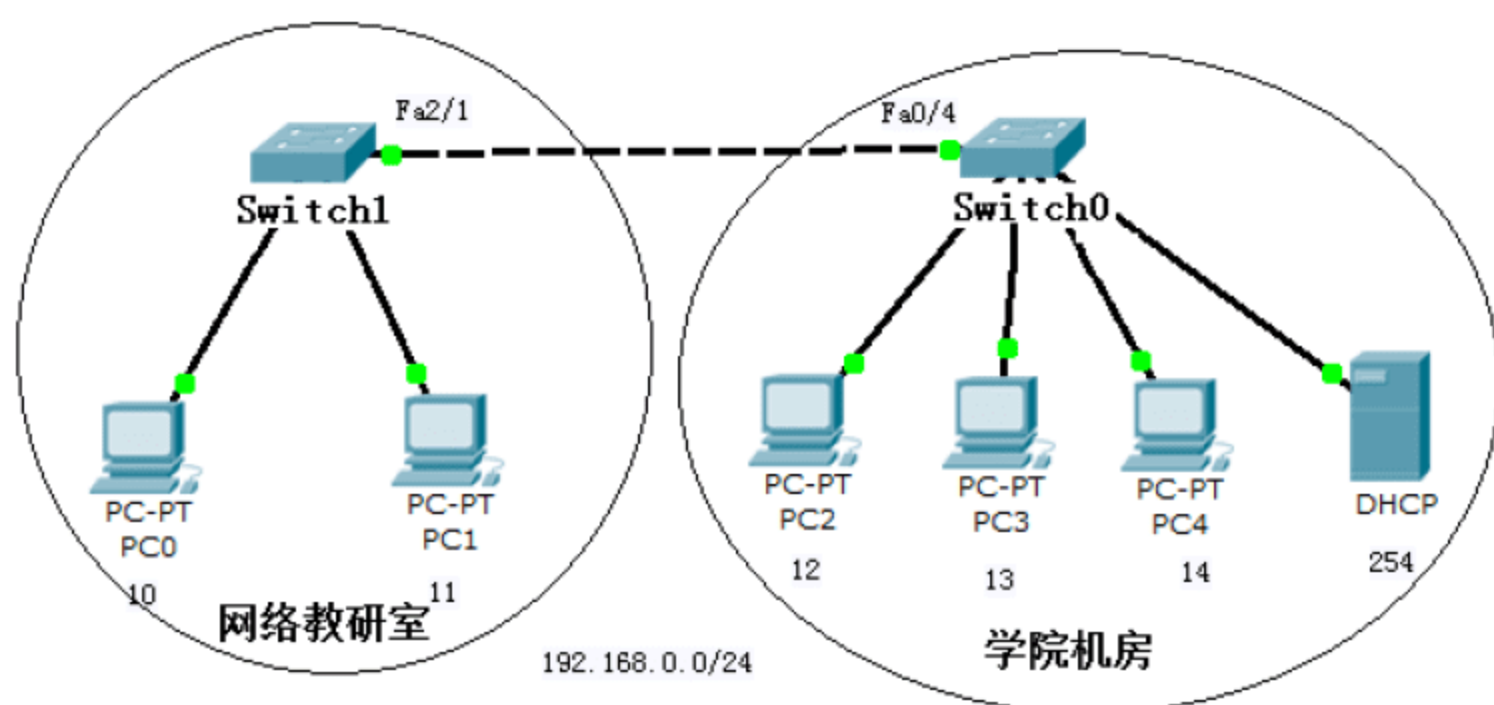 Fa2/1
Fa0/4
Switch1
Switch0
PC-PT
PC0
10
PC-PT
PC1
11
PC-PT
PC2
12
PC-PT
PC3
13
PC-PT
PC4
14
DHCP
254
网络教研室
学院机房
192.168.0.0/24